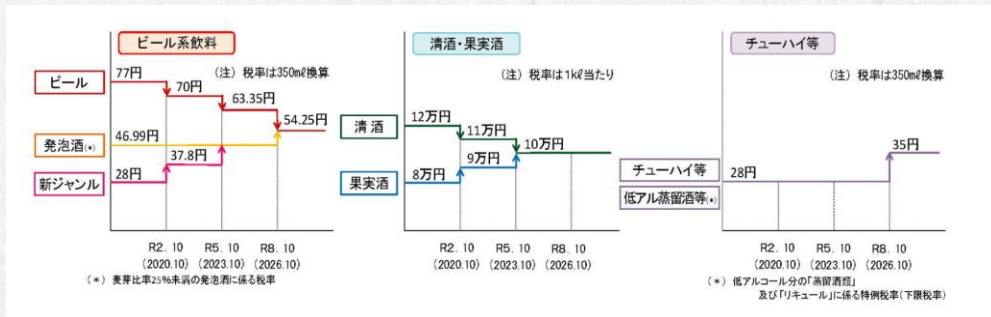 ビール系飲料
(注) 税率は350㎖換算
ビール
77円
70円
63.35円
54.25円
発泡酒(*)
46.99円
37.8円
新ジャンル
28円
R2. 10
(2020.10)
R5. 10
(2023.10)
R8. 10
(2026.10)
(*) 麦芽比率25%未満の発泡酒に係る税率
清酒・果実酒
(注) 税率は1kℓ当たり
清酒
12万円
11万円
10万円
果実酒
8万円
9万円
R2. 10
(2020.10)
R5. 10
(2023.10)
R8. 10
(2026.10)
チューハイ等
(注) 税率は350㎖換算
35円
チューハイ等
28円
低アル蒸留酒等(*)
R2. 10
(2020.10)
R5. 10
(2023.10)
R8. 10
(2026.10)
(*) 低アルコール分の「蒸留酒類」
及び「リキュール」に係る特例税率(下限税率)